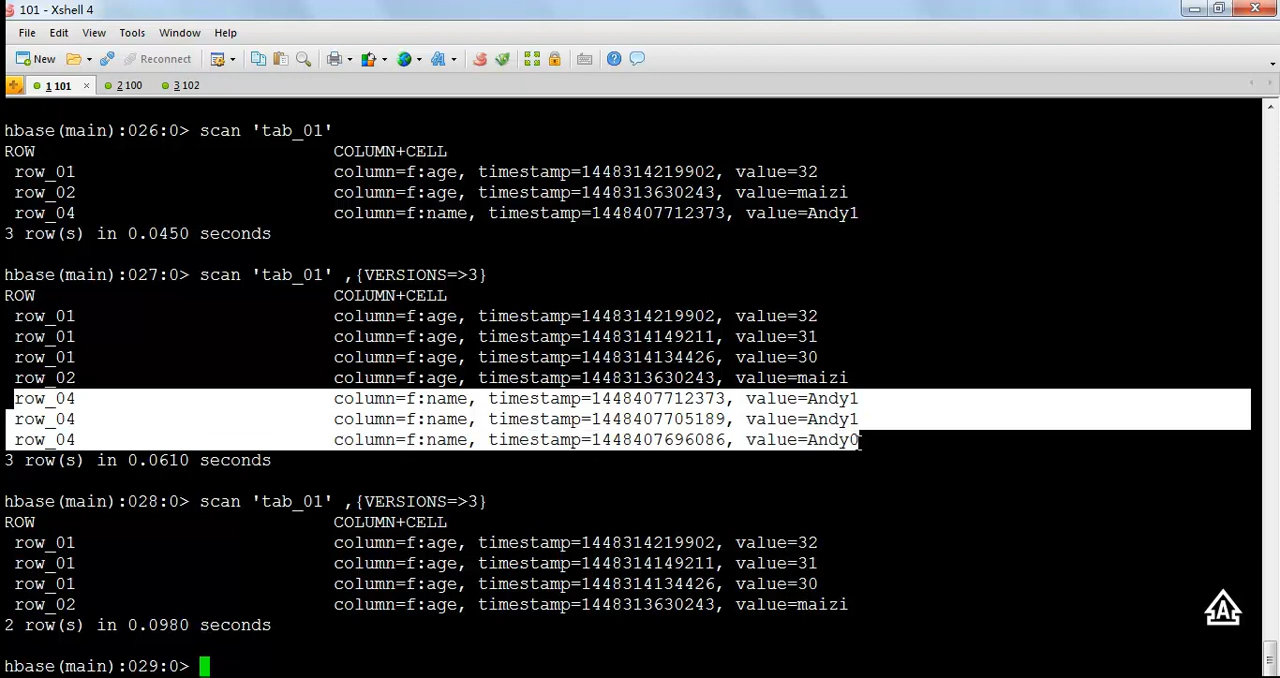 101 - Xshell 4
File Edit View Tools Window Help
New Reconnect
1 101 2 100 3 102
hbase(main):026:0> scan 'tab_01'
ROW COLUMN+CELL
row_01 column=f:age, timestamp=1448314219902, value=32
row_02 column=f:age, timestamp=1448313630243, value=maizi
row_04 column=f:name, timestamp=1448407712373, value=Andy1
3 row(s) in 0.0450 seconds
hbase(main):027:0> scan 'tab_01' ,{VERSIONS=>3}
ROW COLUMN+CELL
row_01 column=f:age, timestamp=1448314219902, value=32
row_01 column=f:age, timestamp=1448314149211, value=31
row_01 column=f:age, timestamp=1448314134426, value=30
row_02 column=f:age, timestamp=1448313630243, value=maizi
row_04 column=f:name, timestamp=1448407712373, value=Andy1
row_04 column=f:name, timestamp=1448407705189, value=Andy1
row_04 column=f:name, timestamp=1448407696086, value=Andy0
3 row(s) in 0.0610 seconds
hbase(main):028:0> scan 'tab_01' ,{VERSIONS=>3}
ROW COLUMN+CELL
row_01 column=f:age, timestamp=1448314219902, value=32
row_01 column=f:age, timestamp=1448314149211, value=31
row_01 column=f:age, timestamp=1448314134426, value=30
row_02 column=f:age, timestamp=1448313630243, value=maizi
2 row(s) in 0.0980 seconds
hbase(main):029:0>
A